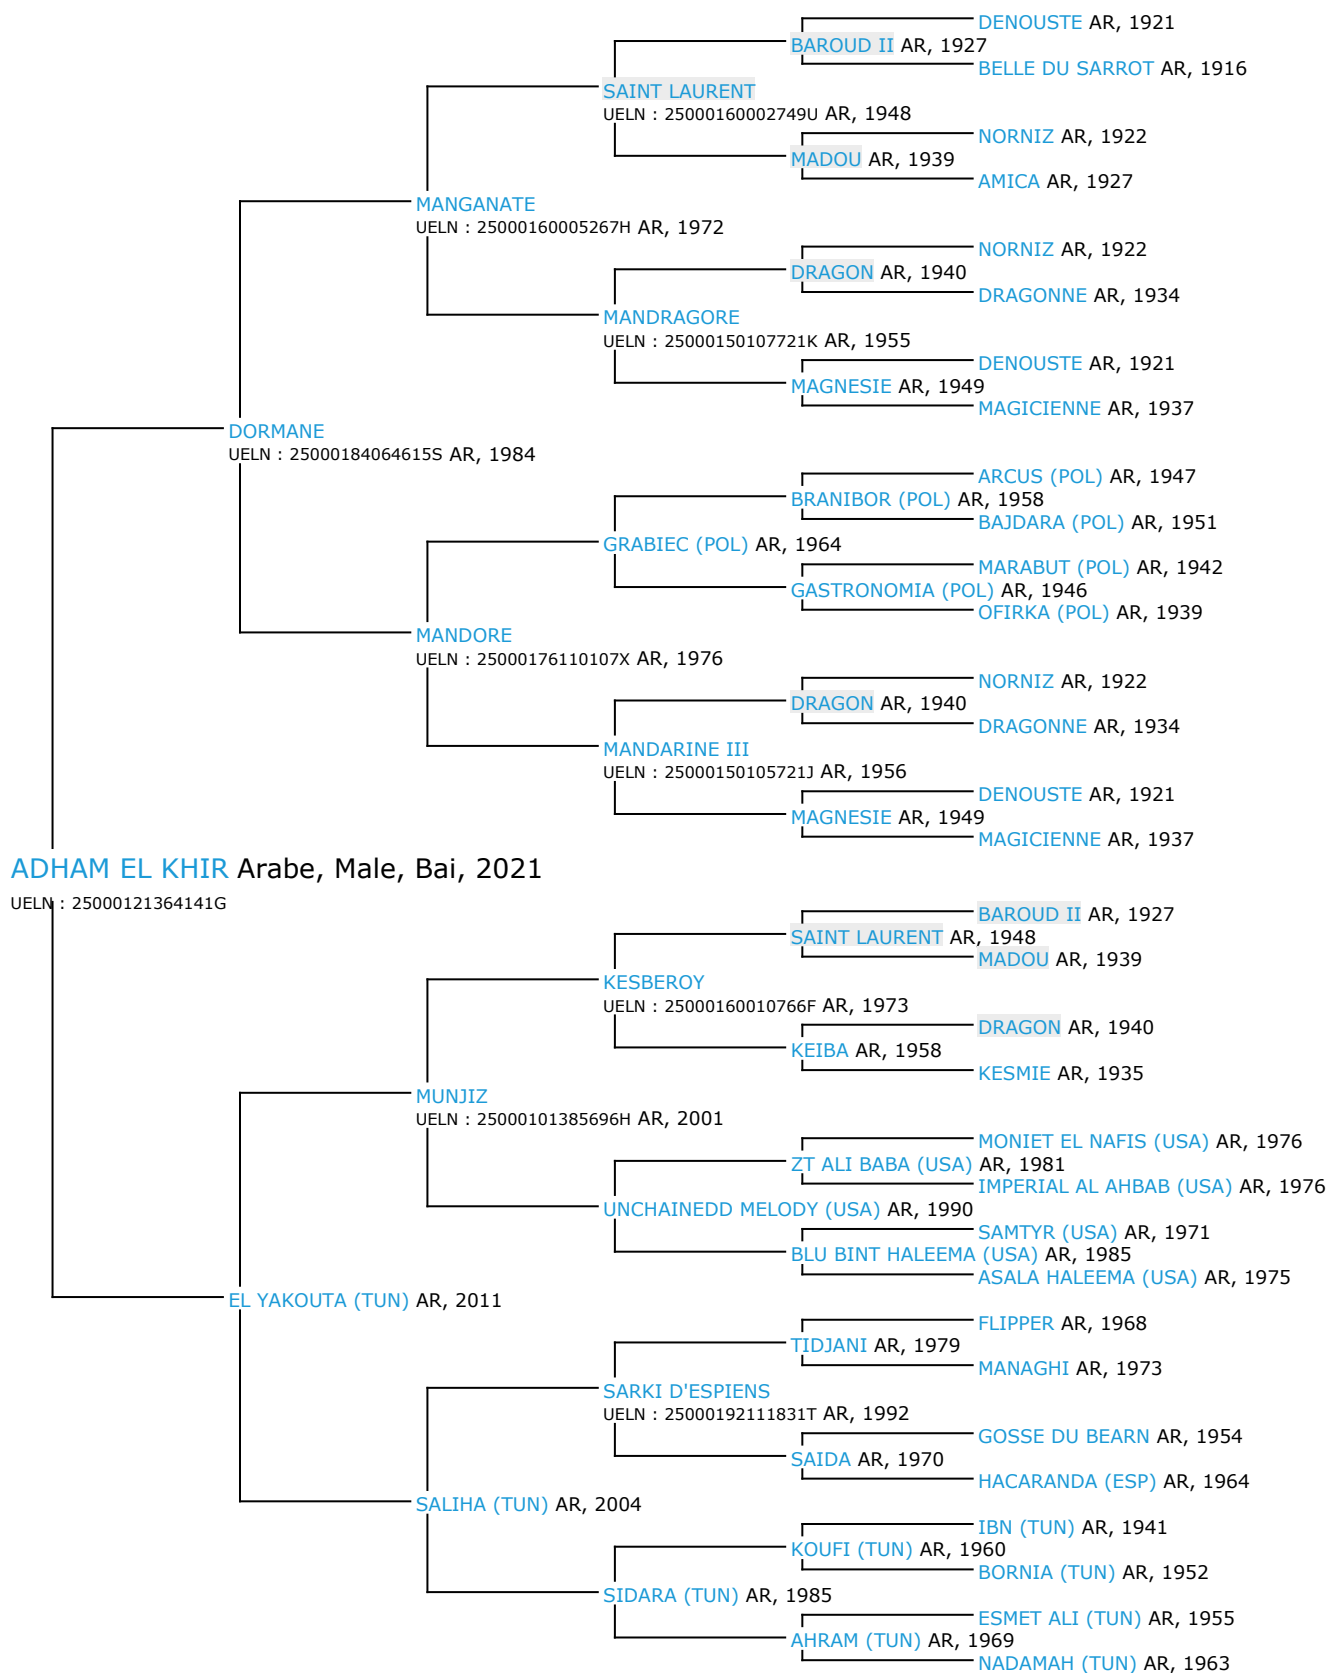 DENOUSTE AR, 1921
BAROUD II AR, 1927
BELLE DU SARROT AR, 1916
SAINT LAURENT
UELN : 25000160002749U AR, 1948
NORNIZ AR, 1922
MADOU AR, 1939
AMICA AR, 1927
MANGANATE
UELN : 25000160005267H AR, 1972
NORNIZ AR, 1922
DRAGON AR, 1940
DRAGONNE AR, 1934
MANDRAGORE
UELN : 25000150107721K AR, 1955
DENOUSTE AR, 1921
MAGNESIE AR, 1949
MAGICIENNE AR, 1937
DORMANE
UELN : 25000184064615S AR, 1984
ARCUS (POL) AR, 1947
BRANIBOR (POL) AR, 1958
BAJDARA (POL) AR, 1951
GRABIEC (POL) AR, 1964
MARABUT (POL) AR, 1942
GASTRONOMIA (POL) AR, 1946
OFIRKA (POL) AR, 1939
MANDORE
UELN : 25000176110107X AR, 1976
NORNIZ AR, 1922
DRAGON AR, 1940
DRAGONNE AR, 1934
MANDARINE III
UELN : 25000150105721J AR, 1956
DENOUSTE AR, 1921
MAGNESIE AR, 1949
MAGICIENNE AR, 1937
ADHAM EL KHIR Arabe, Male, Bai, 2021
UELN : 25000121364141G
BAROUD II AR, 1927
SAINT LAURENT AR, 1948
MADOU AR, 1939
KESBEROY
UELN : 25000160010766F AR, 1973
DRAGON AR, 1940
KEIBA AR, 1958
KESMIE AR, 1935
MUNJIZ
UELN : 25000101385696H AR, 2001
MONIET EL NAFIS (USA) AR, 1976
ZT ALI BABA (USA) AR, 1981
IMPERIAL AL AHBAB (USA) AR, 1976
UNCHAINEDD MELODY (USA) AR, 1990
SAMTYR (USA) AR, 1971
BLU BINT HALEEMA (USA) AR, 1985
ASALA HALEEMA (USA) AR, 1975
EL YAKOUTA (TUN) AR, 2011
FLIPPER AR, 1968
TIDJANI AR, 1979
MANAGHI AR, 1973
SARKI D'ESPIENS
UELN : 25000192111831T AR, 1992
GOSSE DU BEARN AR, 1954
SAIDA AR, 1970
HACARANDA (ESP) AR, 1964
SALIHA (TUN) AR, 2004
IBN (TUN) AR, 1941
KOUFI (TUN) AR, 1960
BORNIA (TUN) AR, 1952
SIDARA (TUN) AR, 1985
ESMET ALI (TUN) AR, 1955
AHRAM (TUN) AR, 1969
NADAMAH (TUN) AR, 1963